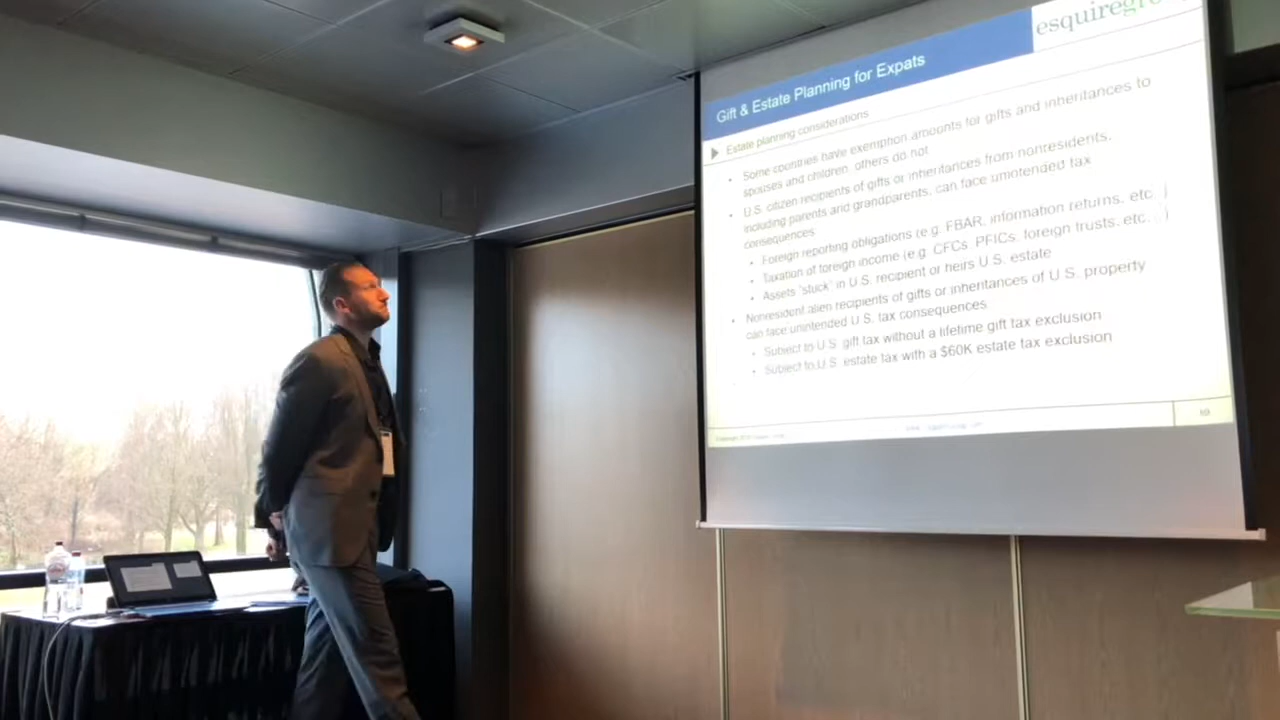 esquiregro
Gift & Estate Planning for Expats
Estate planning considerations
Some countries have exemption amounts for gifts and inheritances to
spouses and children, others do not
U.S. citizen recipients of gifts or inheritances from nonresidents,
including parents and grandparents, can face unintended tax
consequences
Foreign reporting obligations (e.g. FBAR, information returns, etc.)
Taxation of foreign income (e.g. CFCs, PFICs, foreign trusts, etc.)
Assets "stuck" in U.S. recipient or heirs U.S. estate
Nonresident alien recipients of gifts or inheritances of U.S. property
can face unintended U.S. tax consequences
Subject to U.S. gift tax without a lifetime gift tax exclusion
Subject to U.S. estate tax with a $60K estate tax exclusion